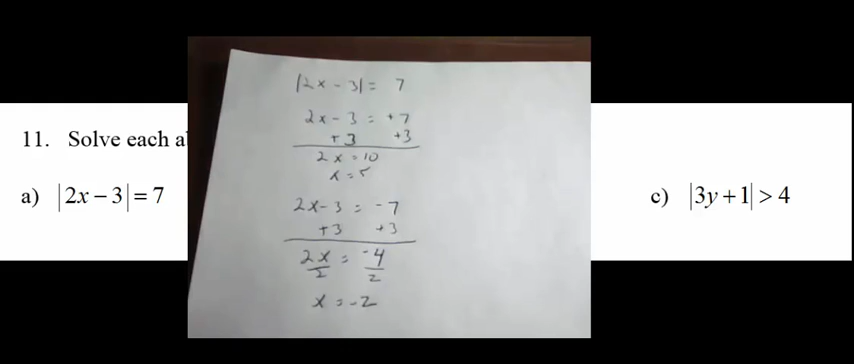 11. Solve each a
a) |2x − 3| = 7
|2x - 3| = 7
2x - 3 = +7
+3 +3
2x = 10
x = 5
2x - 3 = -7
+3 +3
2x/2 = -4/2
x = -2
c) |3y + 1| > 4